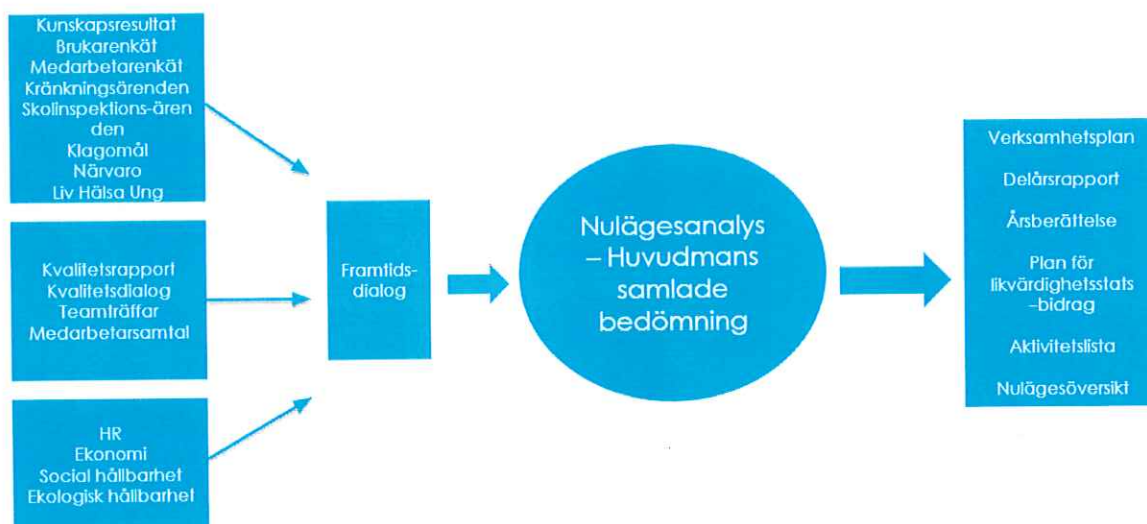 Kunskapsresultat
Brukarenkät
Medarbetarenkät
Kränkningsärenden
Skolinspektions-ären
den
Klagomål
Närvaro
Liv Hälsa Ung
Kvalitetsrapport
Kvalitetsdialog
Teamträffar
Medarbetarsamtal
HR
Ekonomi
Social hållbarhet
Ekologisk hållbarhet
Framtids-
dialog
Nulägesanalys
– Huvudmans
samlade
bedömning
Verksamhetsplan
Delårsrapport
Årsberättelse
Plan för
likvärdighetsstats
–bidrag
Aktivitetslista
Nulägesöversikt